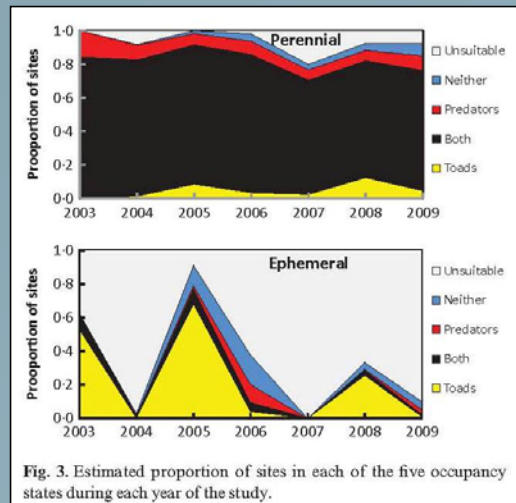 Perennial
Prooportion of sites
1·0
0·8
0·6
0·4
0·2
0·0
2003 2004 2005 2006 2007 2008 2009
Unsuitable
Neither
Predators
Both
Toads
Ephemeral
Prooportion of sites
1·0
0·8
0·6
0·4
0·2
0·0
2003 2004 2005 2006 2007 2008 2009
Unsuitable
Neither
Predators
Both
Toads
Fig. 3. Estimated proportion of sites in each of the five occupancy
states during each year of the study.